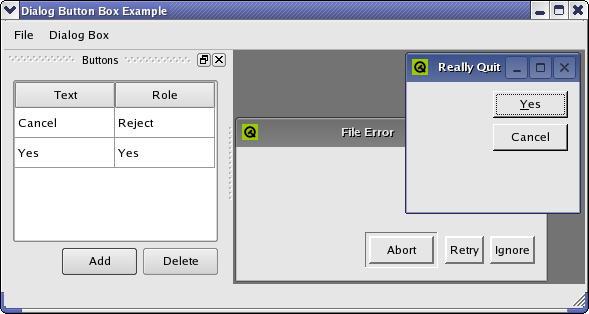 Dialog Button Box Example
File Dialog Box
Buttons
Text Role
Cancel Reject
Yes Yes
Add Delete
File Error
Abort Retry Ignore
Really Quit
Yes
Cancel